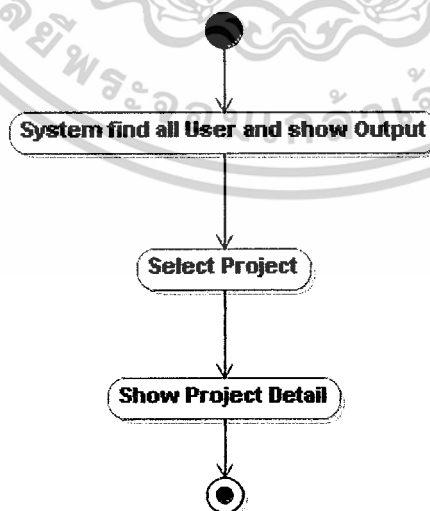 System find all User and show Output
Select Project
Show Project Detail